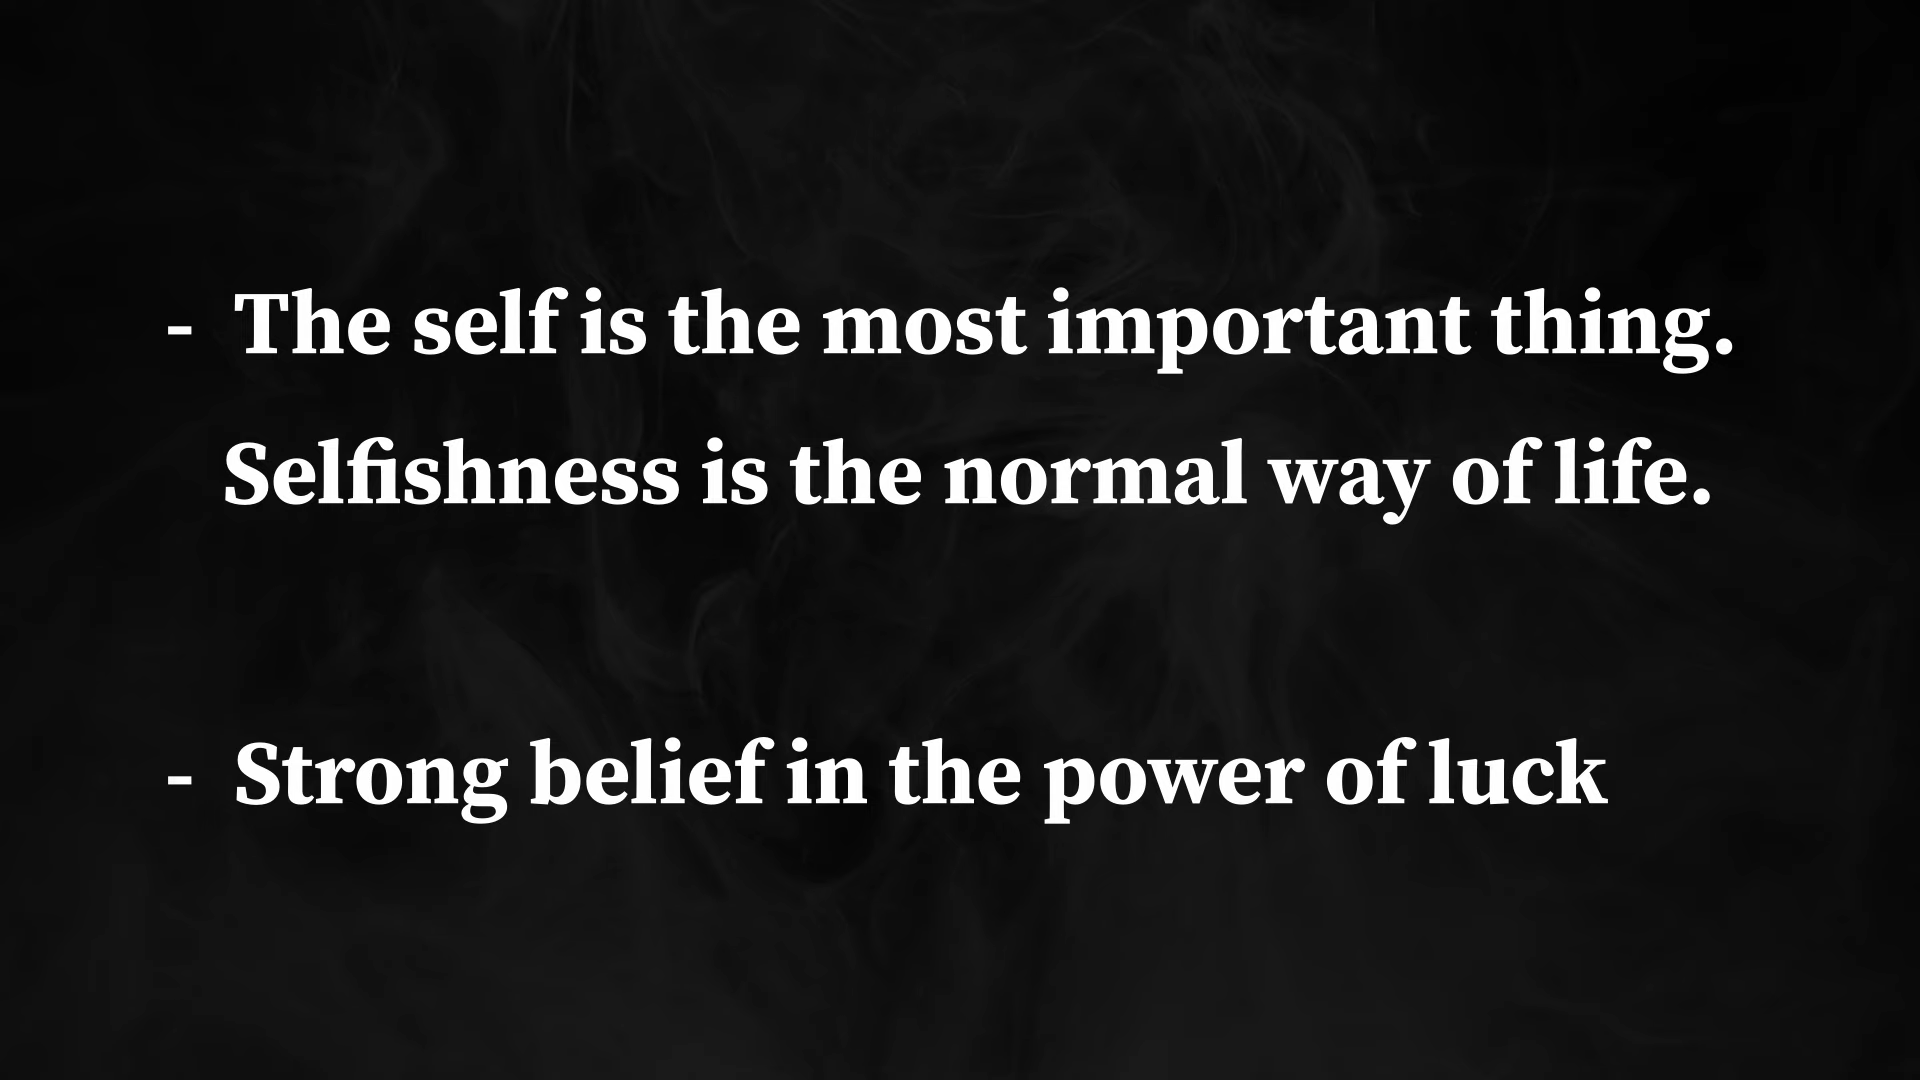 - The self is the most important thing.
Selfishness is the normal way of life.
- Strong belief in the power of luck